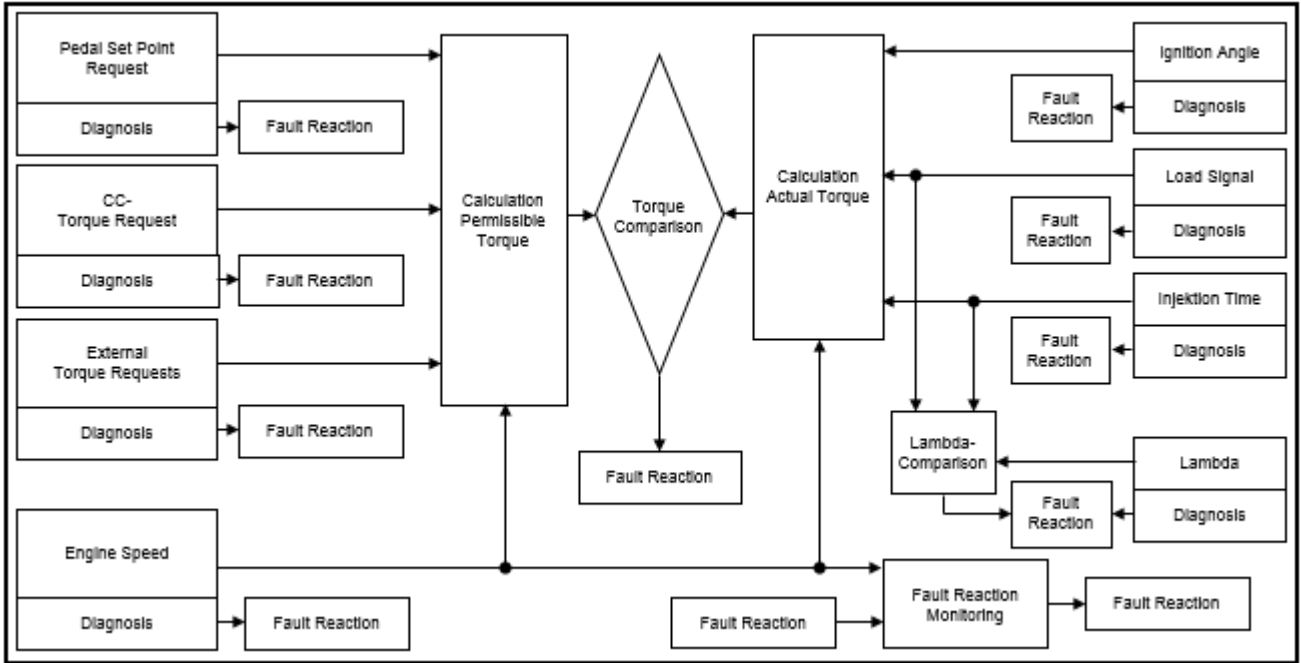 Pedal Set Point
Request
Diagnosis
Fault Reaction
CC-
Torque Request
Diagnosis
Fault Reaction
External
Torque Requests
Diagnosis
Fault Reaction
Engine Speed
Diagnosis
Fault Reaction
Calculation
Permissible
Torque
Torque
Comparison
Fault Reaction
Calculation
Actual Torque
Ignition Angle
Diagnosis
Fault
Reaction
Load Signal
Diagnosis
Fault
Reaction
Injektion Time
Diagnosis
Fault
Reaction
Lambda-
Comparison
Lambda
Diagnosis
Fault
Reaction
Fault Reaction
Fault Reaction
Monitoring
Fault Reaction